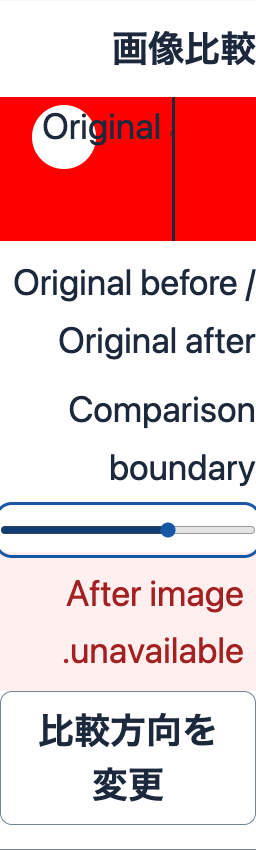 画像比較
Original
Original before /
Original after
Comparison
boundary
After image
.unavailable
比較方向を
変更